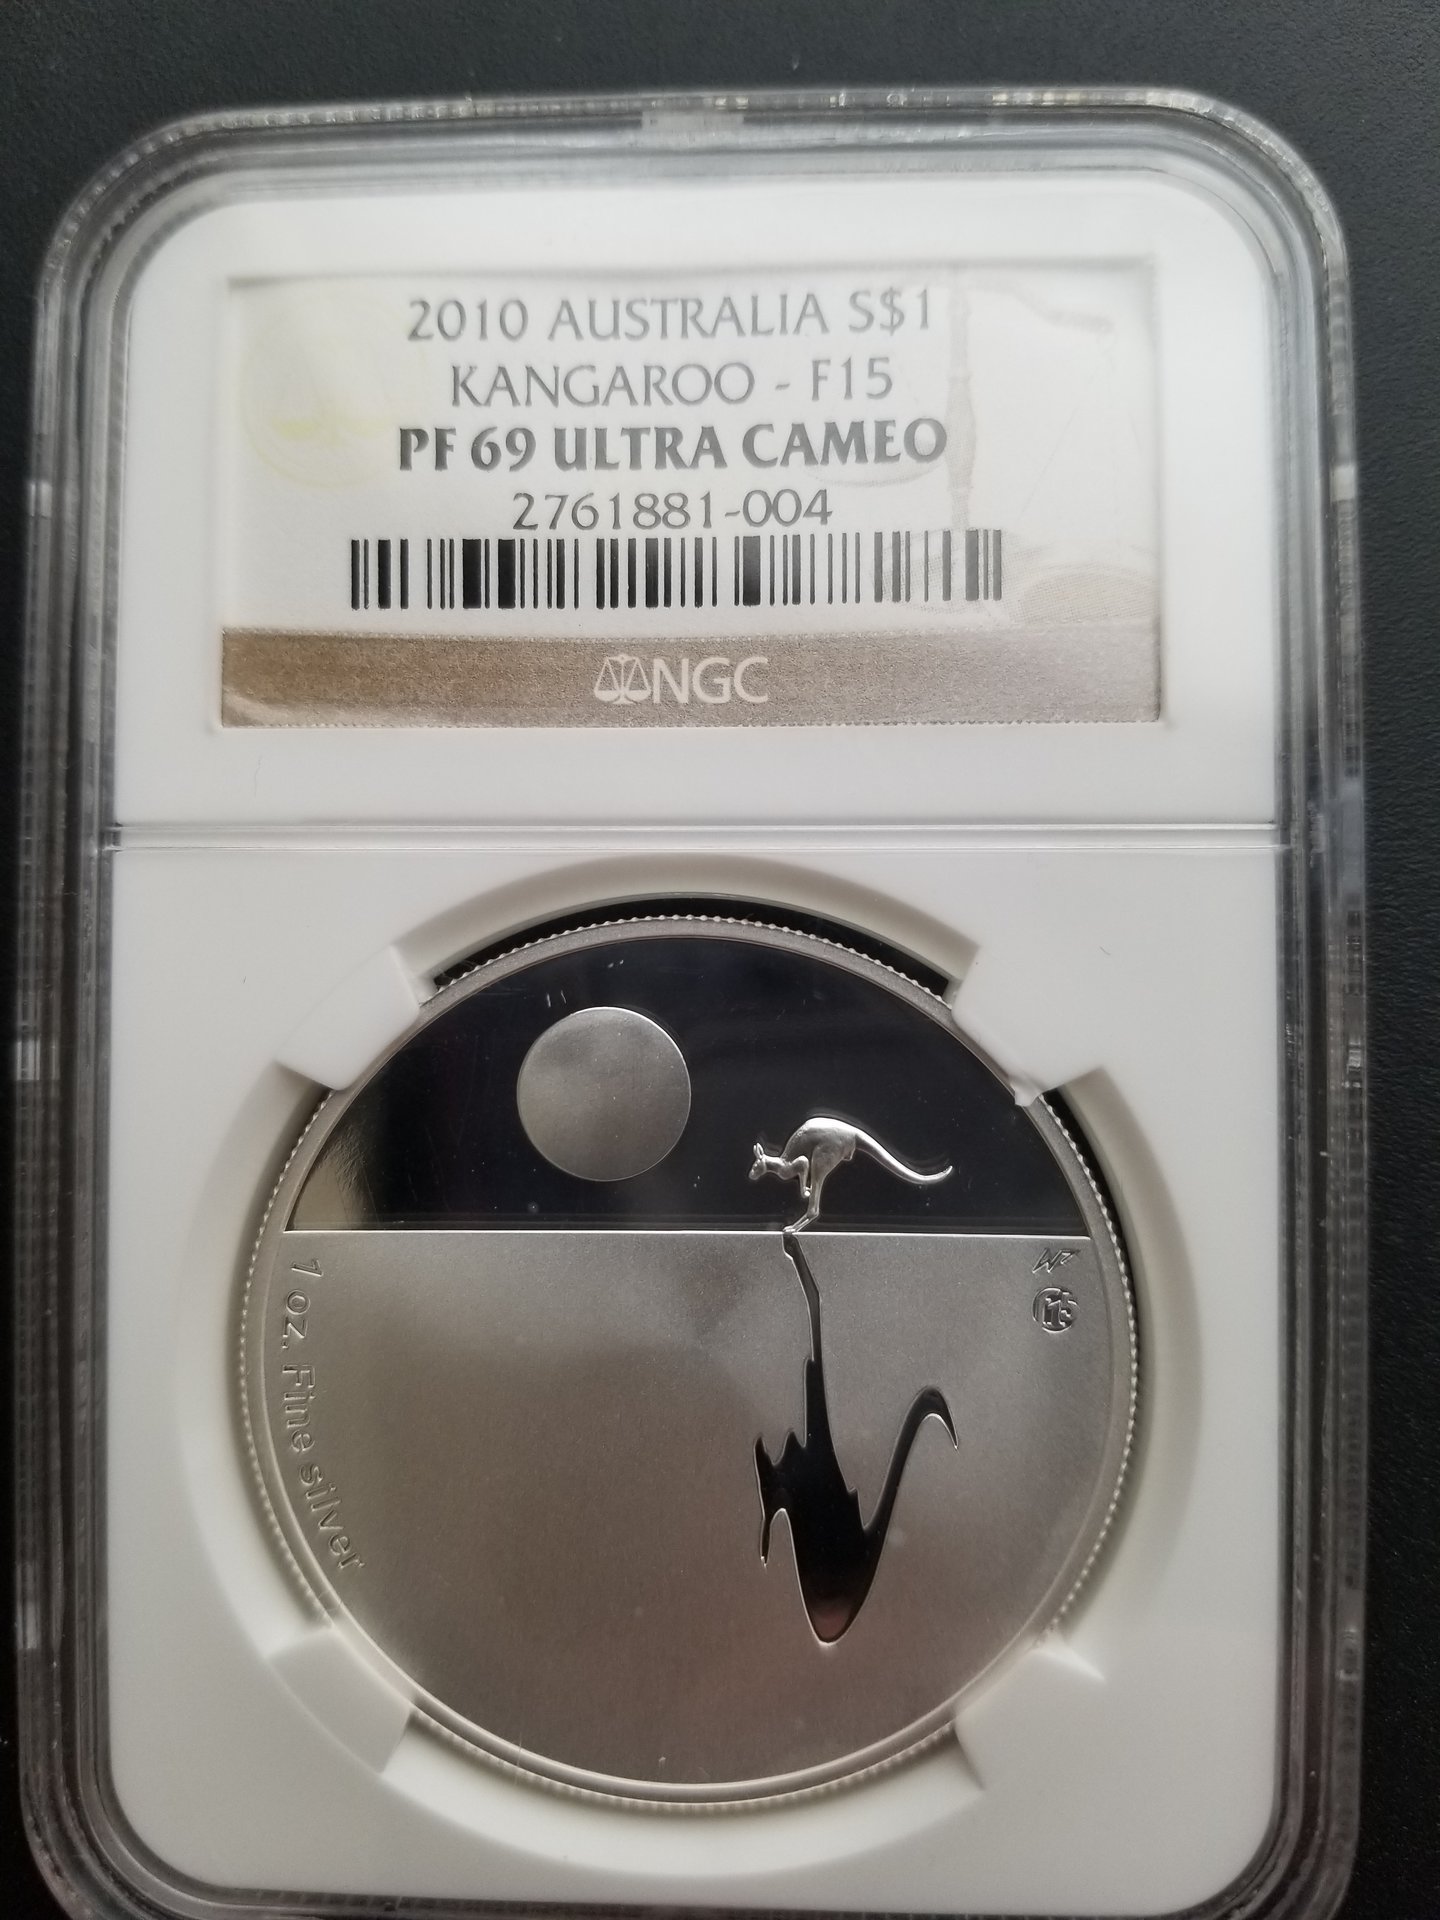 2010 AUSTRALIA S$1
KANGAROO - F15
PF 69 ULTRA CAMEO
2761881-004
NGC
1 oz. Fine silver